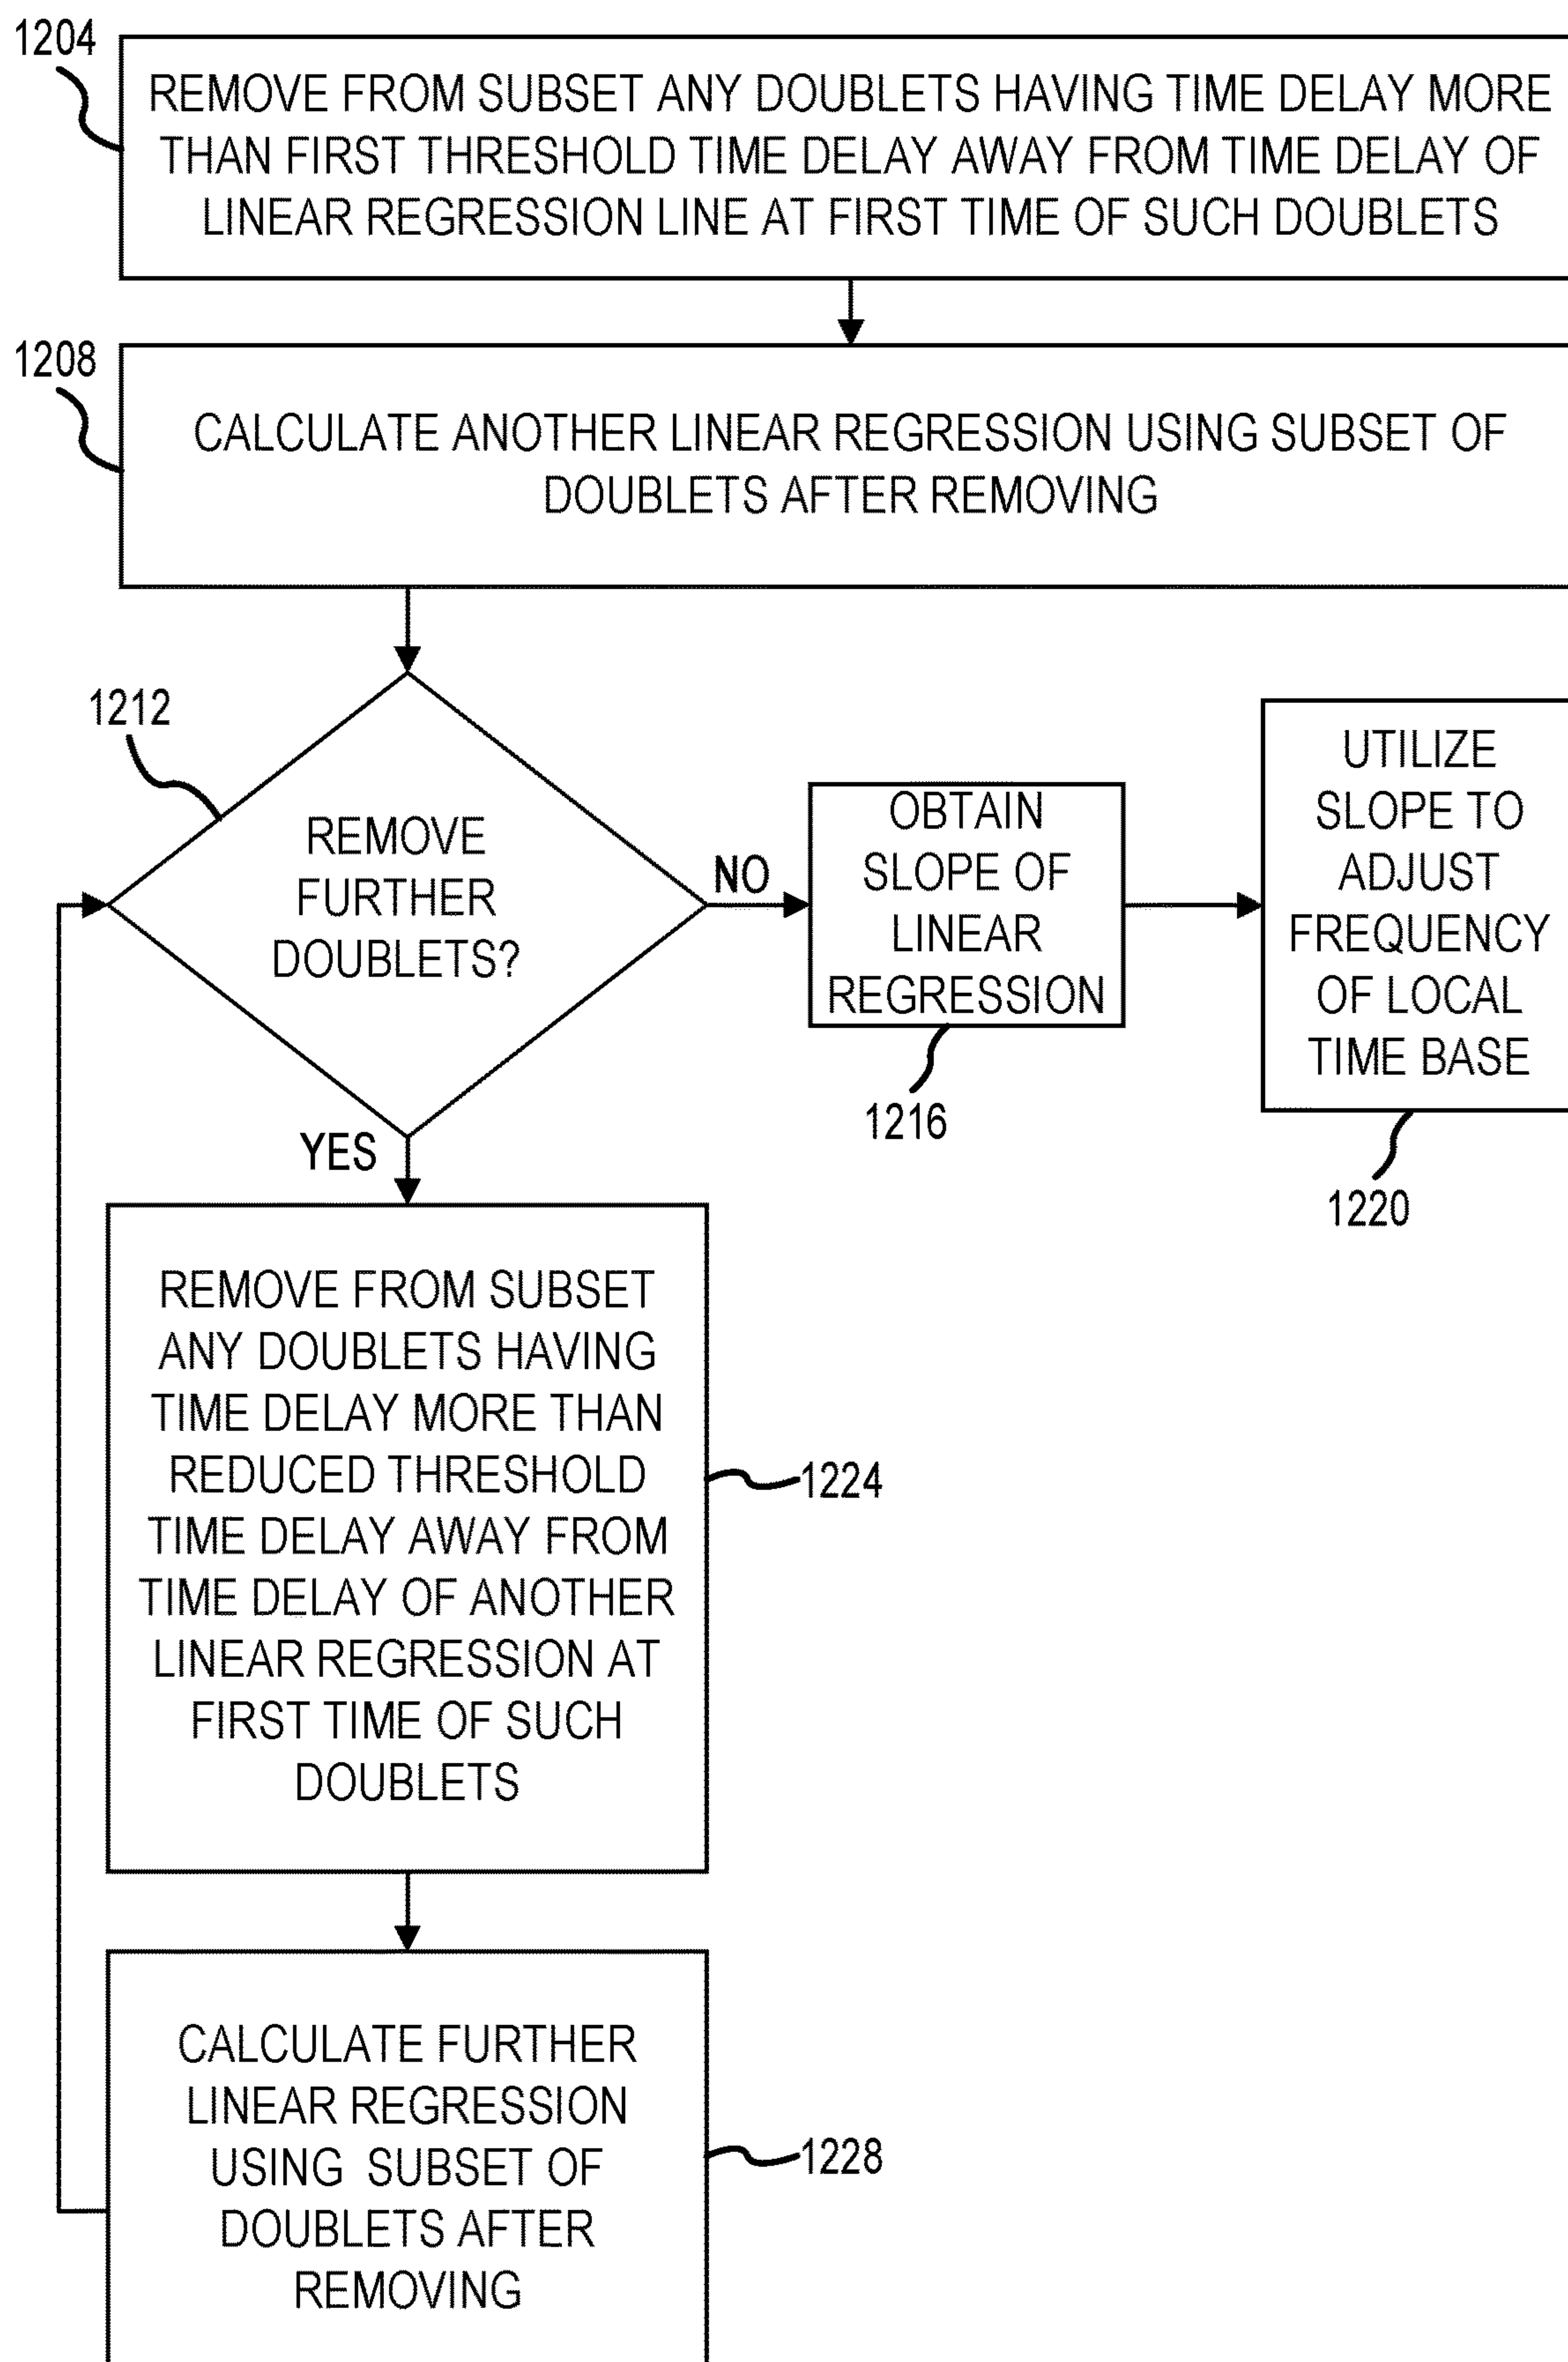 1204
REMOVE FROM SUBSET ANY DOUBLETS HAVING TIME DELAY MORE
THAN FIRST THRESHOLD TIME DELAY AWAY FROM TIME DELAY OF
LINEAR REGRESSION LINE AT FIRST TIME OF SUCH DOUBLETS
1208
CALCULATE ANOTHER LINEAR REGRESSION USING SUBSET OF
DOUBLETS AFTER REMOVING
1212
REMOVE
FURTHER
DOUBLETS?
NO
OBTAIN
SLOPE OF
LINEAR
REGRESSION
1216
UTILIZE
SLOPE TO
ADJUST
FREQUENCY
OF LOCAL
TIME BASE
1220
YES
REMOVE FROM SUBSET
ANY DOUBLETS HAVING
TIME DELAY MORE THAN
REDUCED THRESHOLD
TIME DELAY AWAY FROM
TIME DELAY OF ANOTHER
LINEAR REGRESSION AT
FIRST TIME OF SUCH
DOUBLETS
1224
CALCULATE FURTHER
LINEAR REGRESSION
USING  SUBSET OF
DOUBLETS AFTER
REMOVING
1228